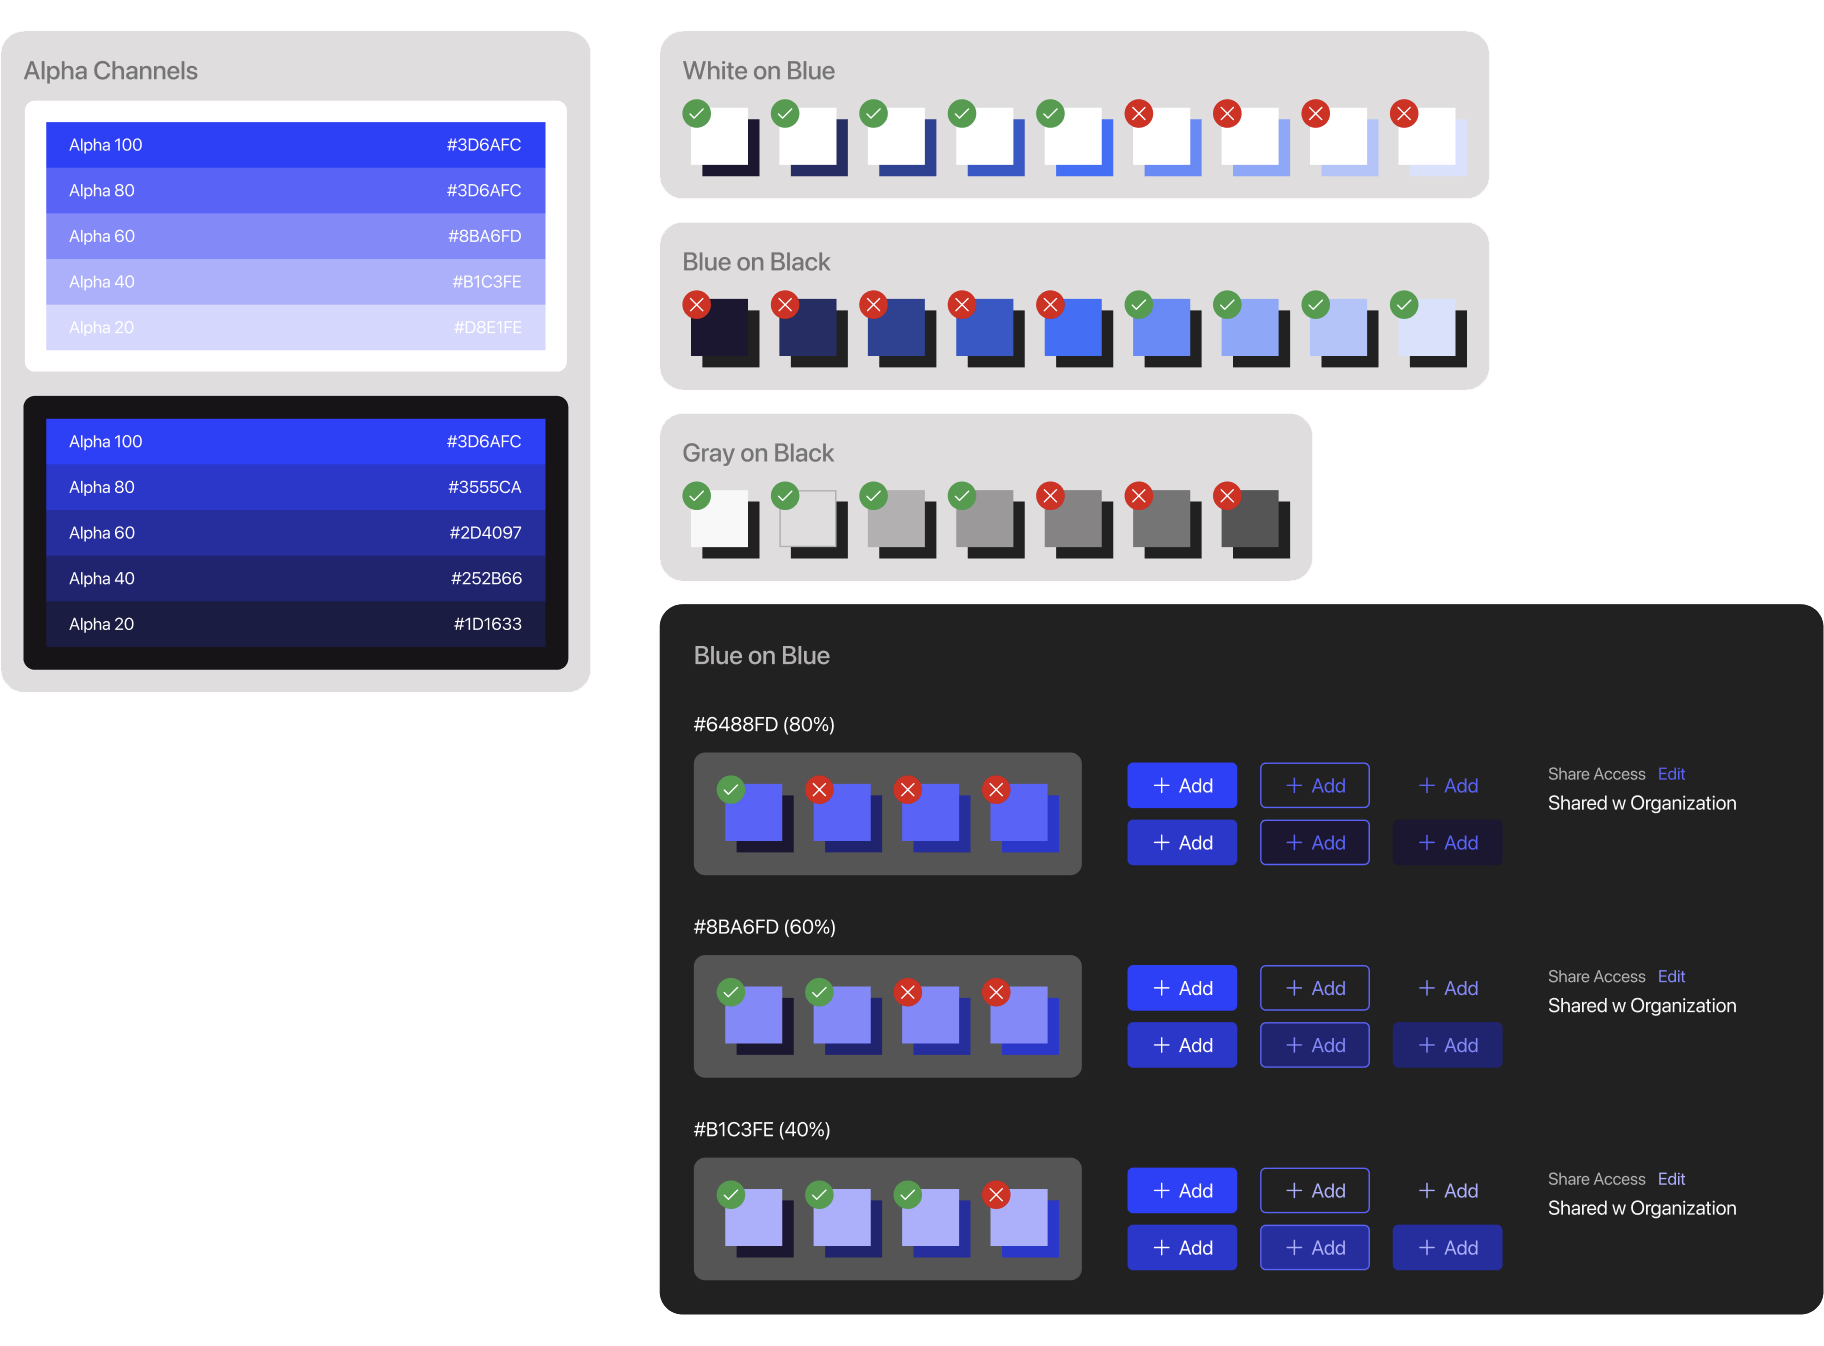 Alpha Channels
Alpha 100 #3D6AFC
Alpha 80 #3D6AFC
Alpha 60 #8BA6FD
Alpha 40 #B1C3FE
Alpha 20 #D8E1FE
Alpha 100 #3D6AFC
Alpha 80 #3555CA
Alpha 60 #2D4097
Alpha 40 #252B66
Alpha 20 #1D1633
White on Blue
Blue on Black
Gray on Black
Blue on Blue
#6488FD (80%)
+ Add + Add + Add
+ Add + Add + Add
Share Access Edit
Shared w Organization
#8BA6FD (60%)
+ Add + Add + Add
+ Add + Add + Add
Share Access Edit
Shared w Organization
#B1C3FE (40%)
+ Add + Add + Add
+ Add + Add + Add
Share Access Edit
Shared w Organization